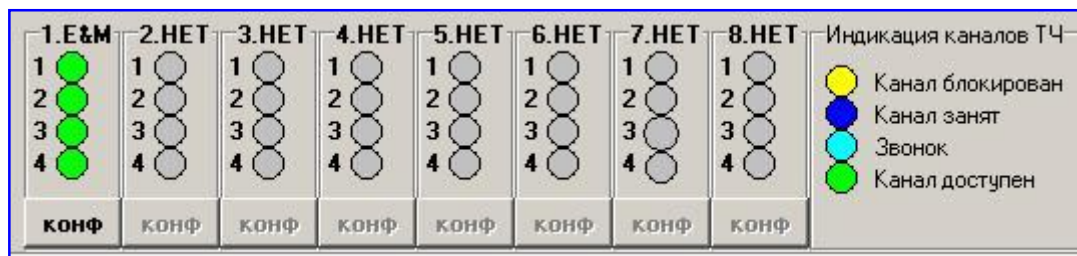 1.E&M 2.НЕТ 3.НЕТ 4.НЕТ 5.НЕТ 6.НЕТ 7.НЕТ 8.НЕТ Индикация каналов ТЧ
1 1 1 1 1 1 1 1 Канал блокирован
2 2 2 2 2 2 2 2 Канал занят
3 3 3 3 3 3 3 3 Звонок
4 4 4 4 4 4 4 4 Канал доступен
КОНФ КОНФ КОНФ КОНФ КОНФ КОНФ КОНФ КОНФ